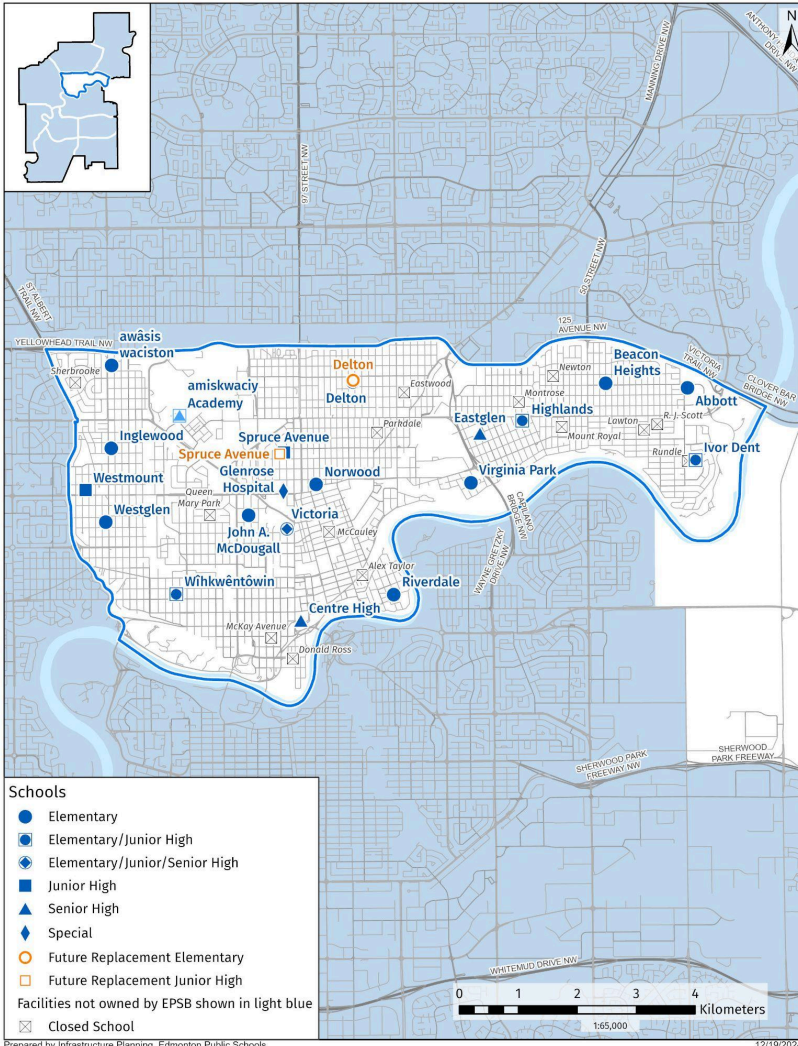 N
ANTHONY H
DRIVE NW
MANNING DRIVE NW
97 STREET NW
50 STREET NW
ST ALBERT
TRAIL NW
YELLOWHEAD TRAIL NW
125
AVENUE NW
VICTORIA
TRAIL NW
CLOVER BAR
BRIDGE NW
awâsis
waciston
Sherbrooke
amiskwaciy
Academy
Delton
Delton
Eastwood
Newton
Beacon
Heights
Abbott
Montrose
Highlands
Eastglen
Parkdale
Mount Royal
Lawton
R. J. Scott
Rundle
Ivor Dent
Inglewood
Spruce Avenue
Spruce Avenue
Glenrose
Hospital
Norwood
Virginia Park
Westmount
Westglen
Queen
Mary Park
John A.
McDougall
Victoria
McCauley
CAPILANO
BRIDGE NW
WAYNE GRETZKY
DRIVE NW
Alex Taylor
Riverdale
Wîhkwêntôwin
Centre High
McKay Avenue
Donald Ross
SHERWOOD PARK
FREEWAY NW
SHERWOOD
PARK FREEWAY
WHITEMUD DRIVE NW
Schools
Elementary
Elementary/Junior High
Elementary/Junior/Senior High
Junior High
Senior High
Special
Future Replacement Elementary
Future Replacement Junior High
Facilities not owned by EPSB shown in light blue
Closed School
0 1 2 3 4
Kilometers
1:65,000
Prepared by Infrastructure Planning, Edmonton Public Schools
12/19/202